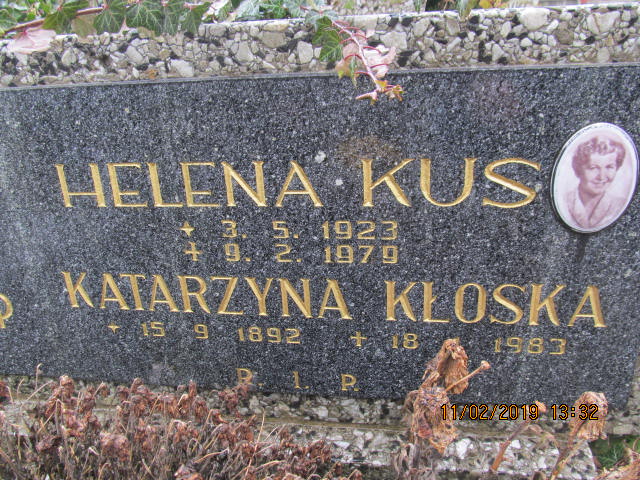 HELENA KUS
✦ 3. 5. 1923
+ 9. 2. 1979
KATARZYNA KŁOSKA
+ 15 9 1892 + 18 1983
R. I. P
11/02/2019 13:32